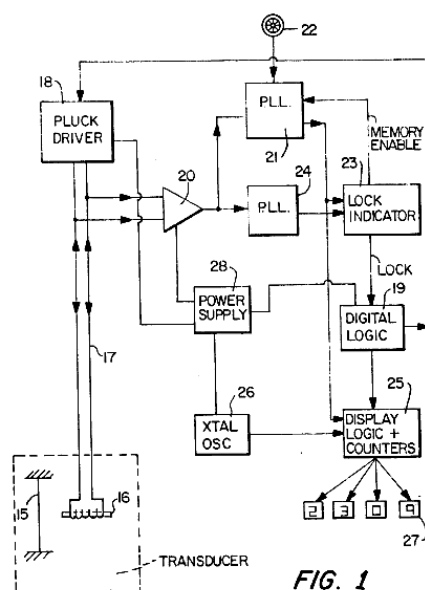 22
18
PLUCK
DRIVER
P.L.L.
21
MEMORY
ENABLE
20
24
23
P.L.L.
LOCK
INDICATOR
28
LOCK
19
POWER
SUPPLY
DIGITAL
LOGIC
17
26
25
XTAL
OSC
DISPLAY
LOGIC +
COUNTERS
15
16
2 3 0 9
27
TRANSDUCER
FIG. 1